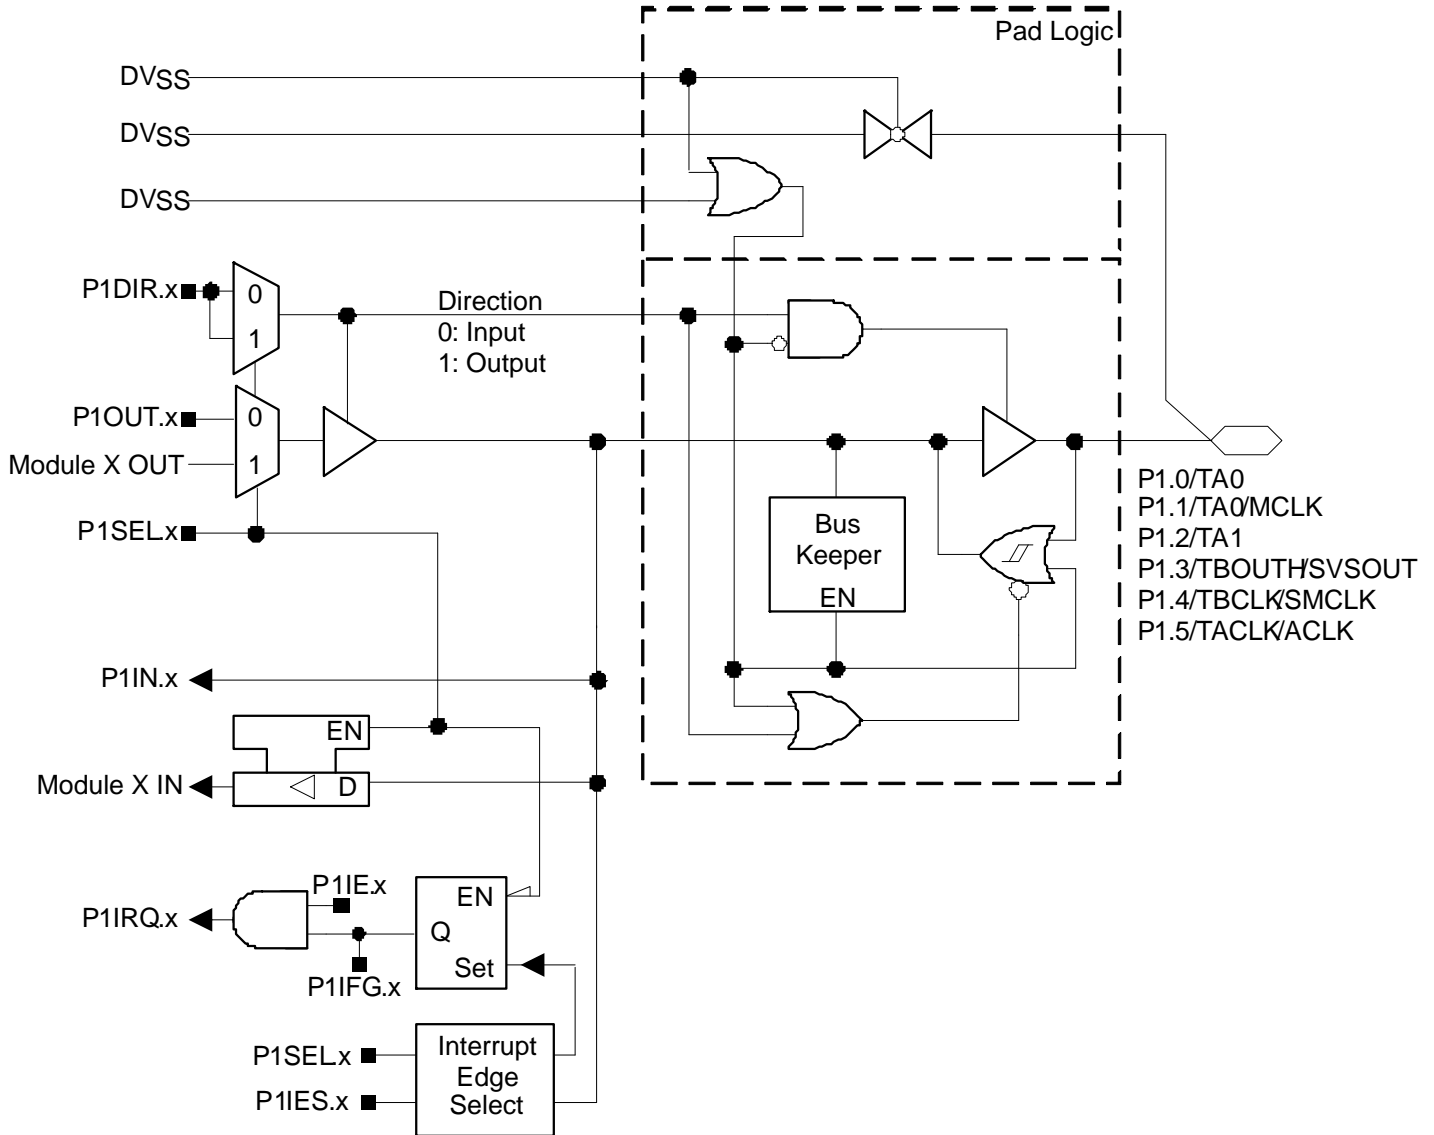 Pad Logic
DVSS
DVSS
DVSS
P1DIR.x
0
1
Direction
0: Input
1: Output
P1OUT.x
0
Module X OUT
1
P1SEL.x
Bus
Keeper
EN
P1.0/TA0
P1.1/TA0/MCLK
P1.2/TA1
P1.3/TBOUTH/SVSOUT
P1.4/TBCLK/SMCLK
P1.5/TACLK/ACLK
P1IN.x
EN
Module X IN
D
P1IE.x
P1IRQ.x
EN
Q
Set
P1IFG.x
P1SEL.x
P1IES.x
Interrupt
Edge
Select